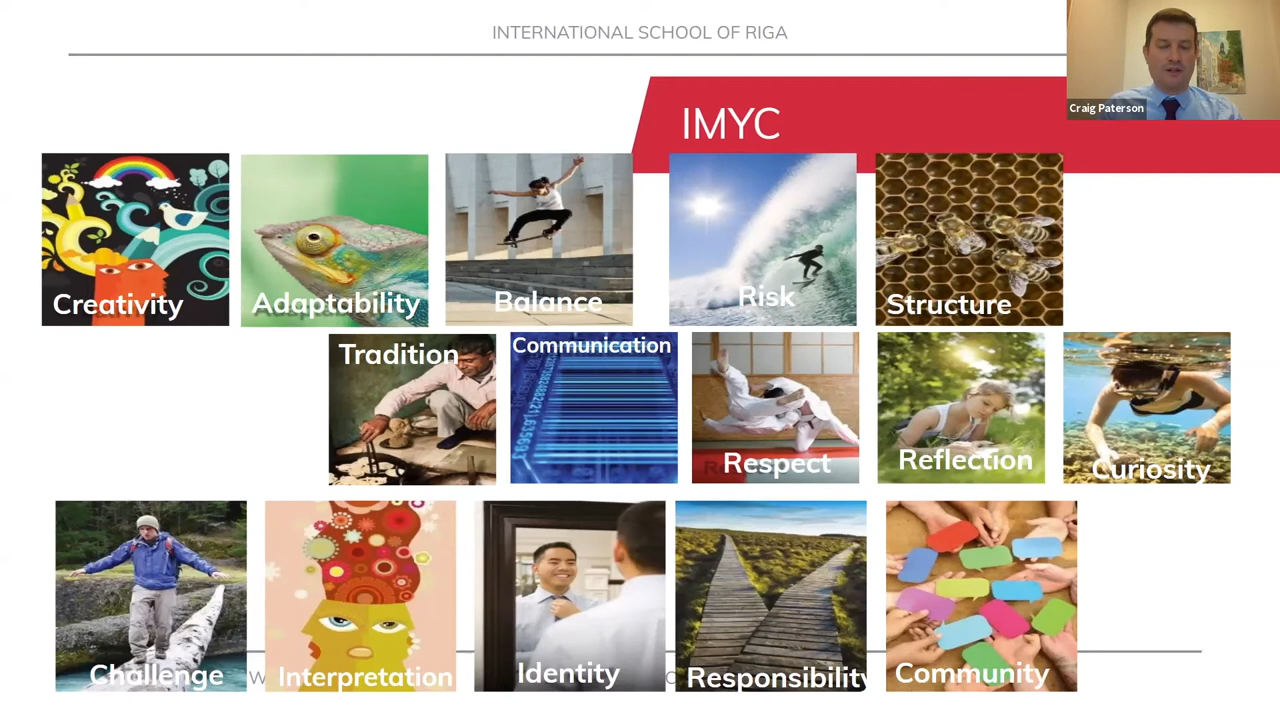 INTERNATIONAL SCHOOL OF RIGA
Craig Paterson
IMYC
Creativity
Adaptability
Balance
Risk
Structure
Tradition
Communication
Respect
Reflection
Curiosity
Challenge
Interpretation
Identity
Responsibility
Community